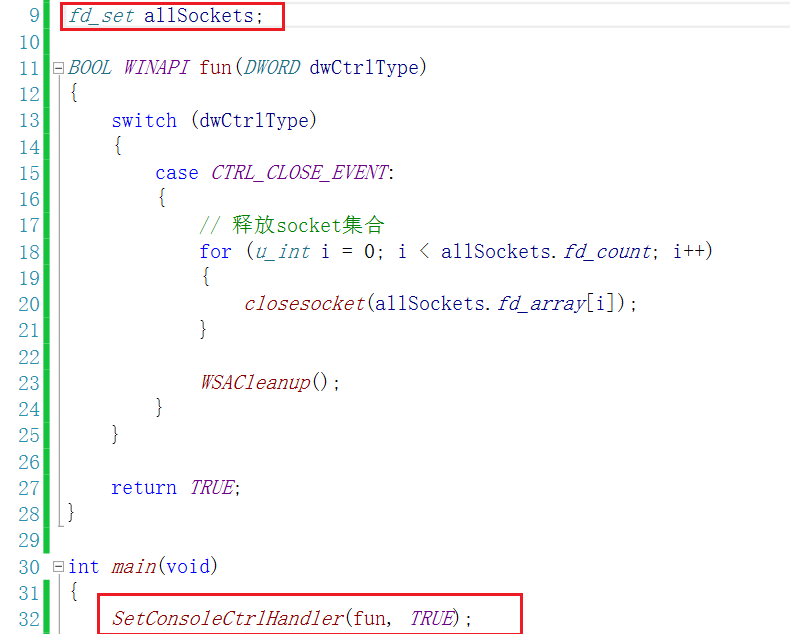 9 fd_set allSockets;
10
11 BOOL WINAPI fun(DWORD dwCtrlType)
12 {
13 switch (dwCtrlType)
14 {
15 case CTRL_CLOSE_EVENT:
16 {
17 // 释放socket集合
18 for (u_int i = 0; i < allSockets.fd_count; i++)
19 {
20 closesocket(allSockets.fd_array[i]);
21 }
22
23 WSACleanup();
24 }
25 }
26
27 return TRUE;
28 }
29
30 int main(void)
31 {
32 SetConsoleCtrlHandler(fun, TRUE);